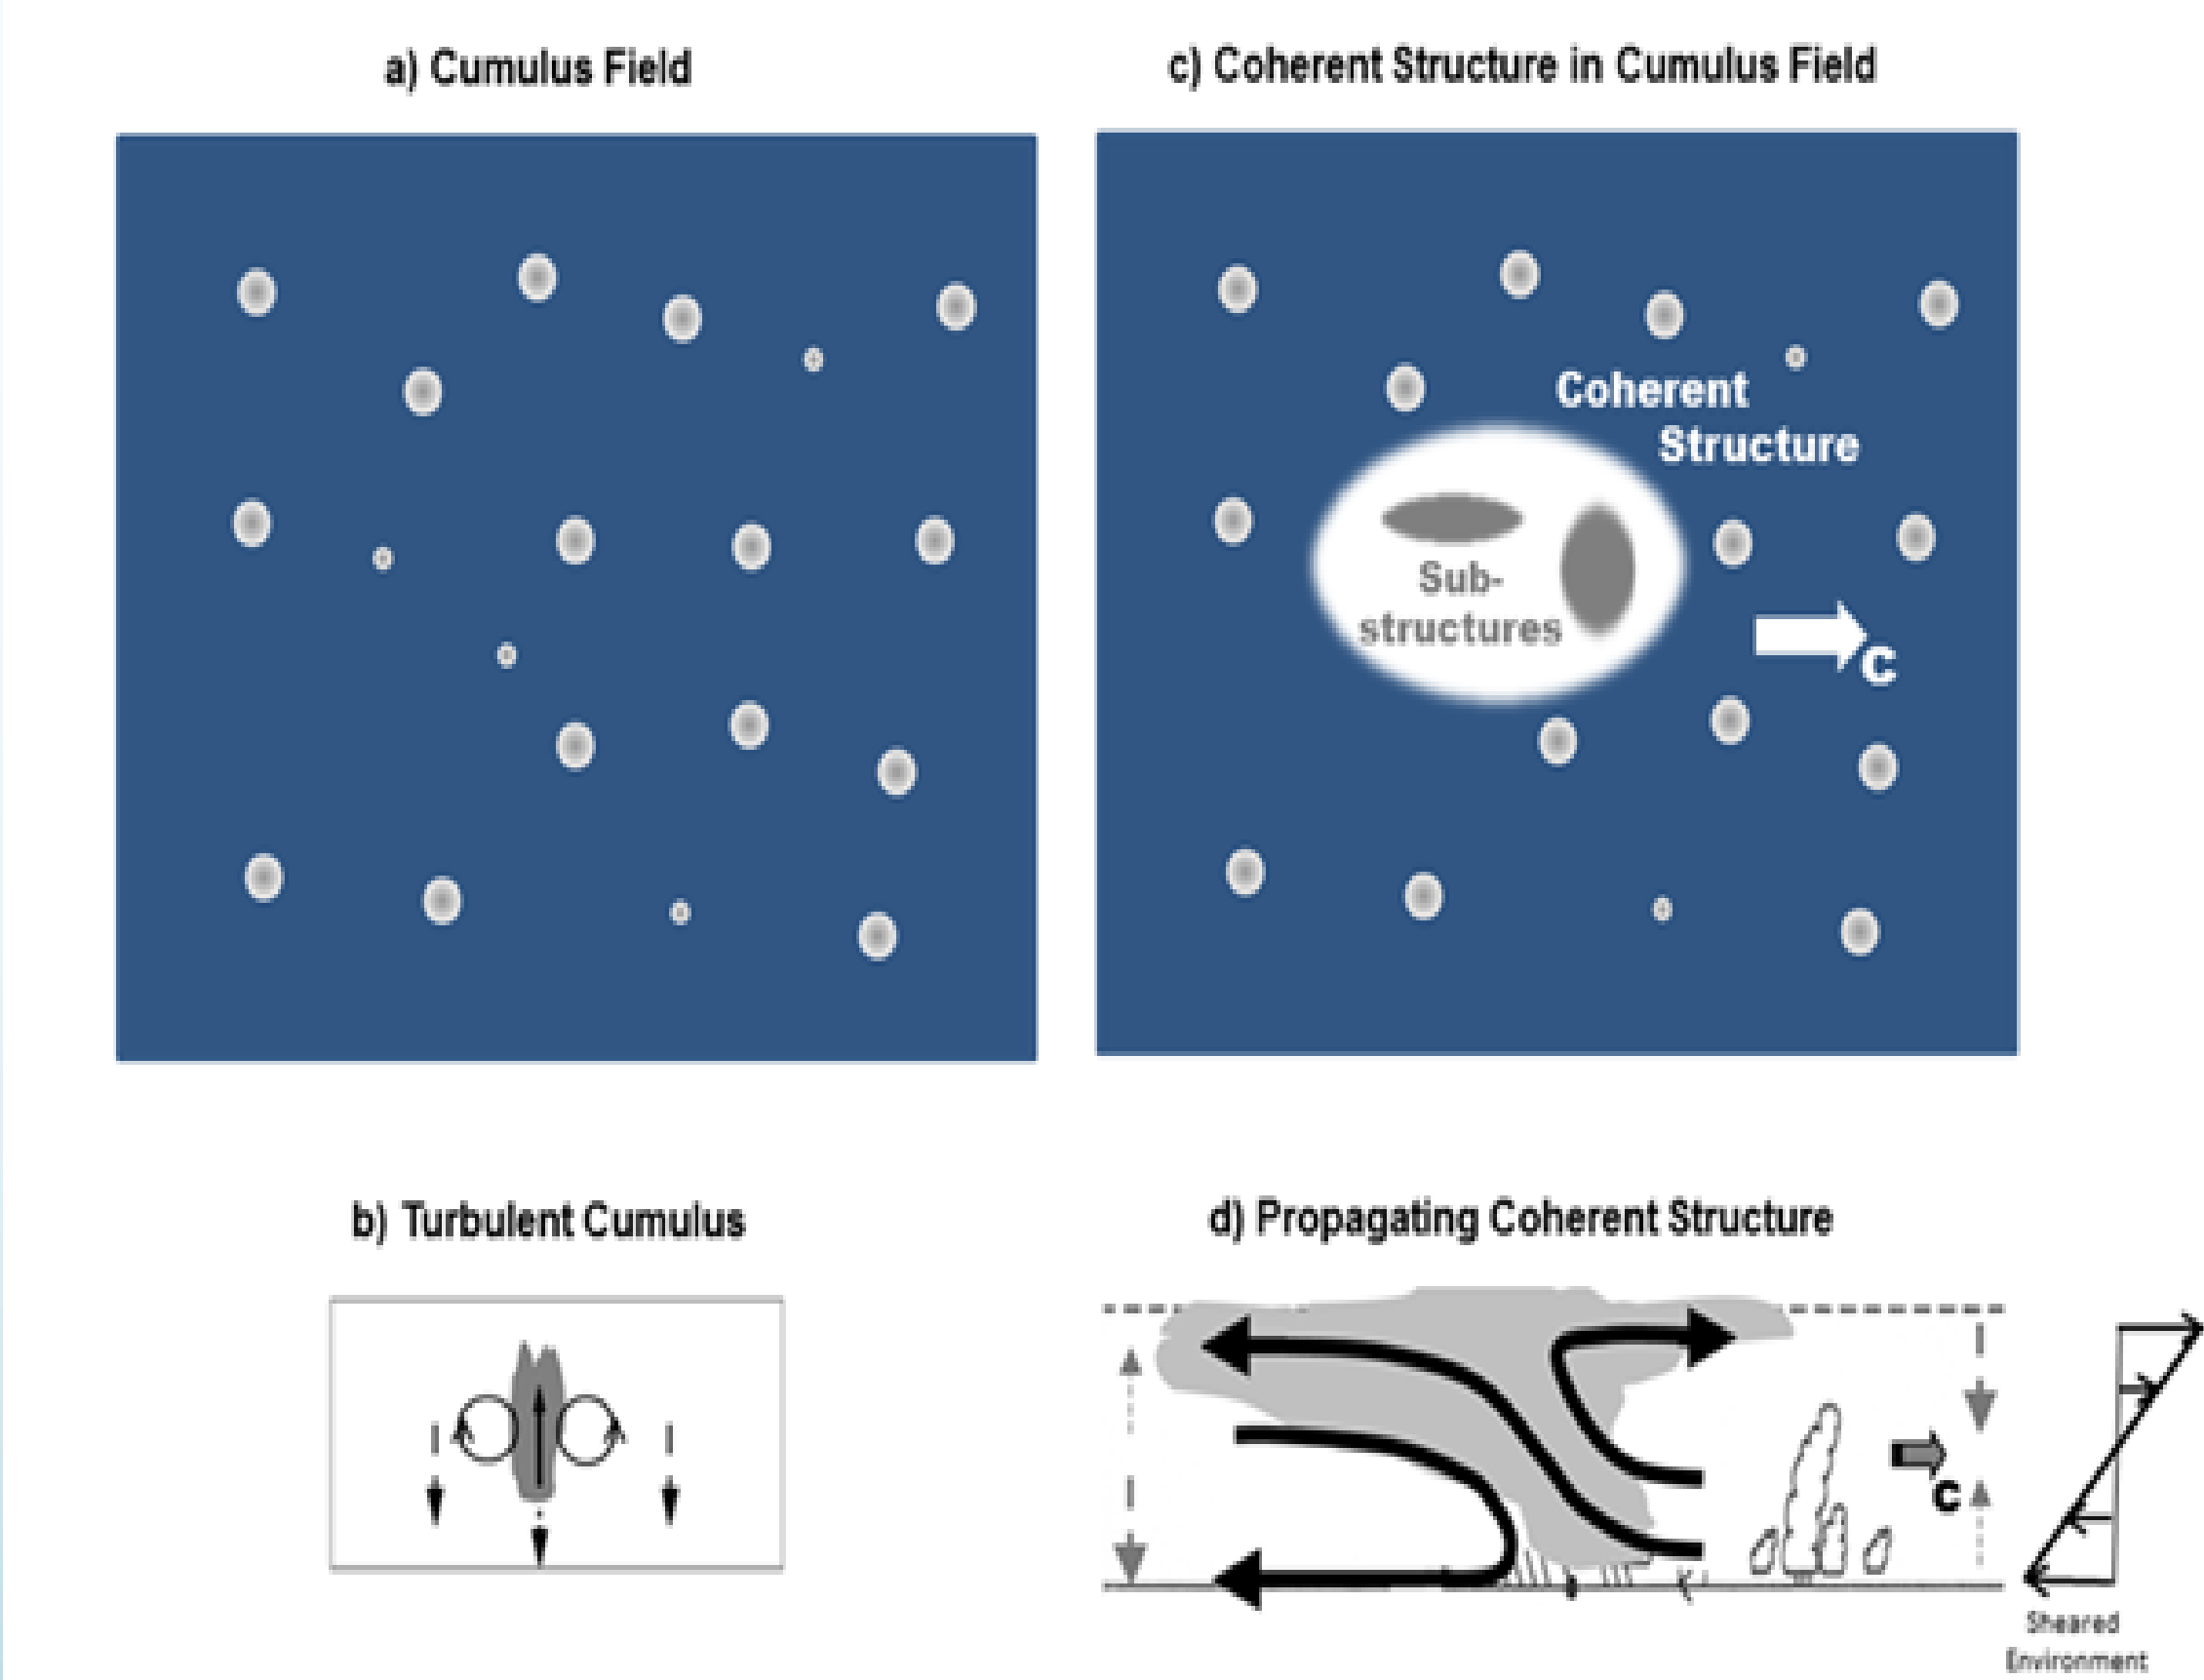 a) Cumulus Field
c) Coherent Structure in Cumulus Field
Coherent
Structure
Sub-
structures
C
b) Turbulent Cumulus
d) Propagating Coherent Structure
C
Sheared
Environment